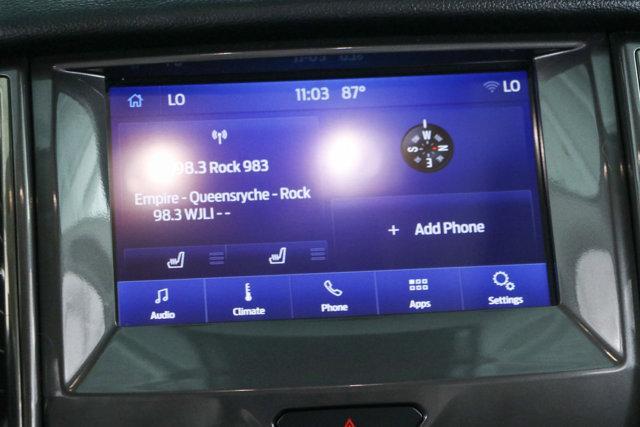 LO 11:03 87° LO
98.3 Rock 983
Empire - Queensryche - Rock
98.3 WJLI - -
W
S N
E
+ Add Phone
Audio Climate Phone Apps Settings